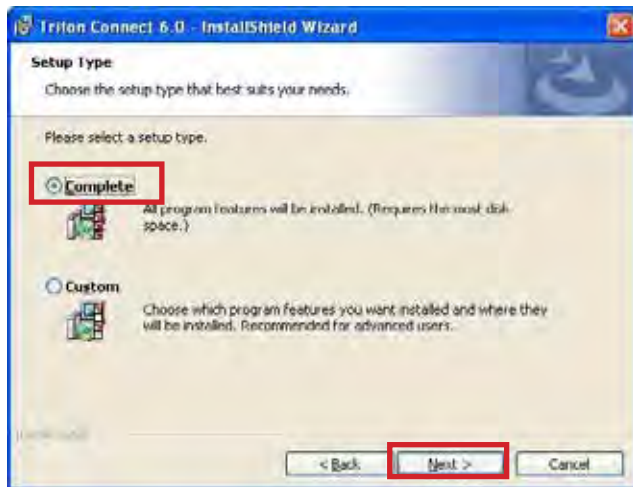 Triton Connect 6.0 - InstallShield Wizard
Setup Type
Choose the setup type that best suits your needs.
Please select a setup type.
Complete
All program features will be installed. (Requires the most disk
space.)
Custom
Choose which program features you want installed and where they
will be installed. Recommended for advanced users.
InstallShield
< Back
Next >
Cancel